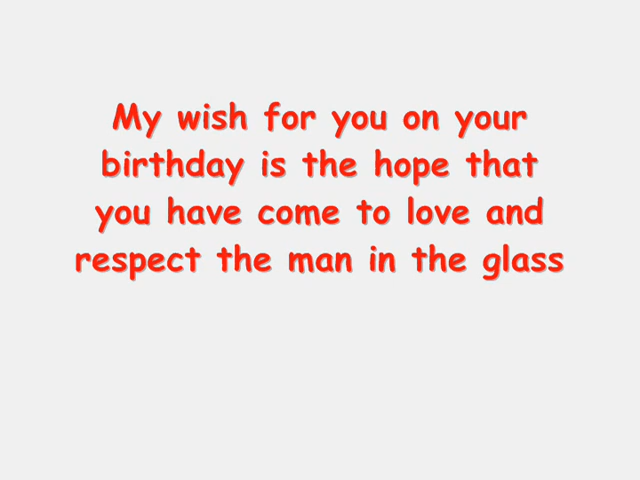 My wish for you on your
birthday is the hope that
you have come to love and
respect the man in the glass